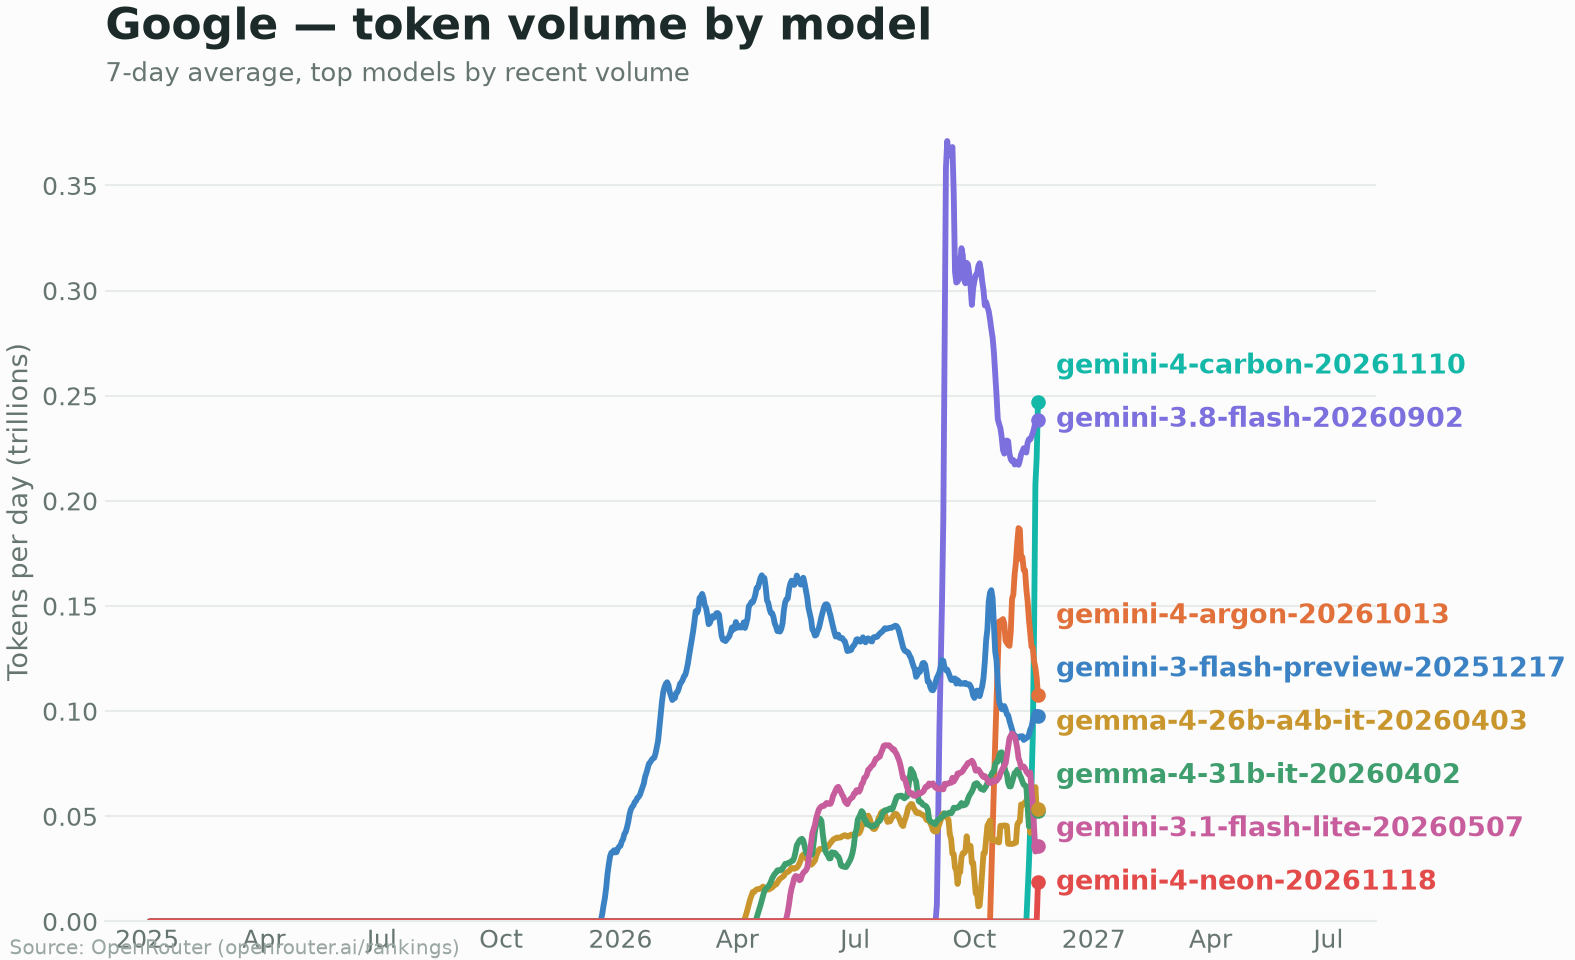 Google — token volume by model
7-day average, top models by recent volume
Tokens per day (trillions)
0.35
0.30
0.25
0.20
0.15
0.10
0.05
0.00
gemini-4-carbon-20261110
gemini-3.8-flash-20260902
gemini-4-argon-20261013
gemini-3-flash-preview-20251217
gemma-4-26b-a4b-it-20260403
gemma-4-31b-it-20260402
gemini-3.1-flash-lite-20260507
gemini-4-neon-20261118
2025 Apr Jul Oct 2026 Apr Jul Oct 2027 Apr Jul
Source: OpenRouter (openrouter.ai/rankings)